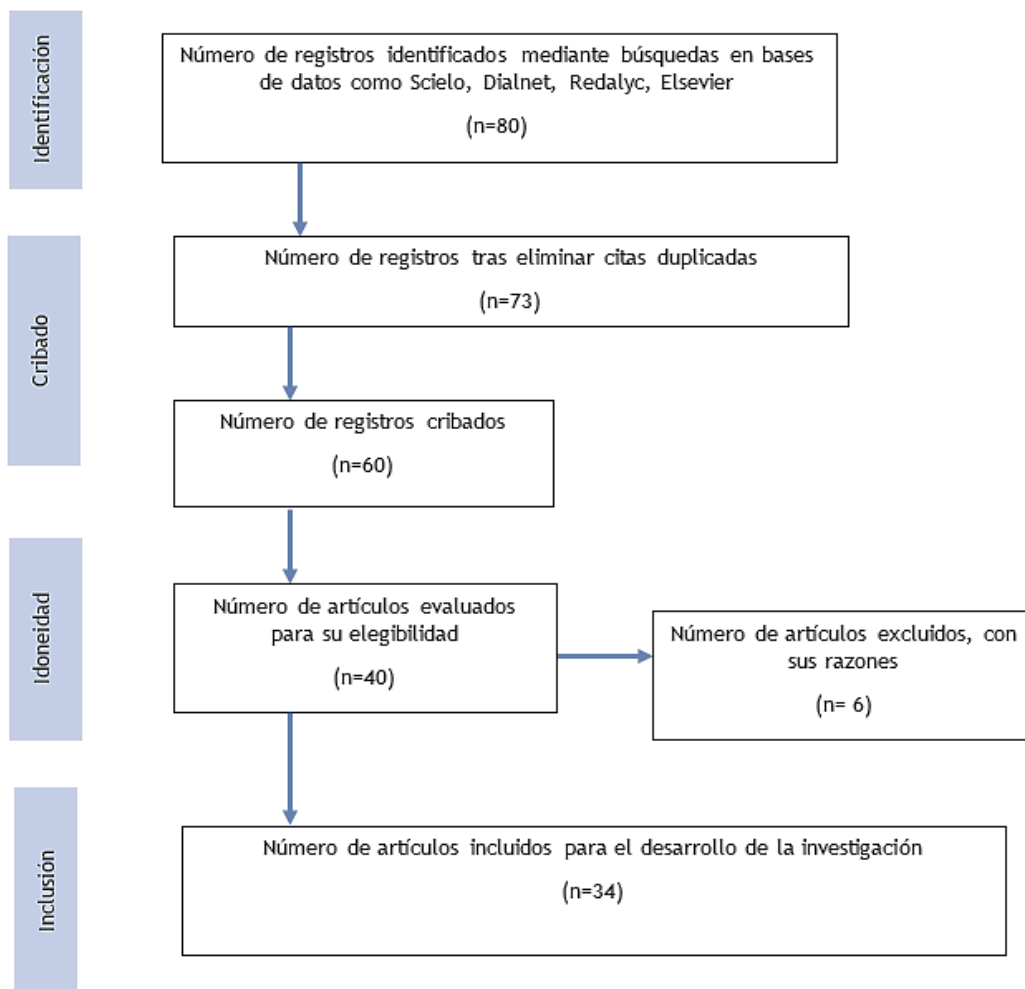 Identificación
Número de registros identificados mediante búsquedas en bases
de datos como Scielo, Dialnet, Redalyc, Elsevier
(n=80)
Cribado
Número de registros tras eliminar citas duplicadas
(n=73)
Número de registros cribados
(n=60)
Idoneidad
Número de artículos evaluados
para su elegibilidad
(n=40)
Número de artículos excluidos, con
sus razones
(n= 6)
Inclusión
Número de artículos incluidos para el desarrollo de la investigación
(n=34)